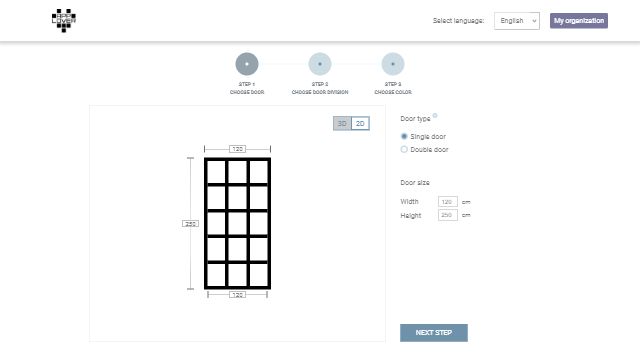 APP
LOVER
Select language:
English
My organization
STEP 1
CHOOSE DOOR
STEP 2
CHOOSE DOOR DIVISION
STEP 3
CHOOSE COLOR
3D
2D
120
250
120
Door type
Single door
Double door
Door size
Width 120 cm
Height 250 cm
NEXT STEP